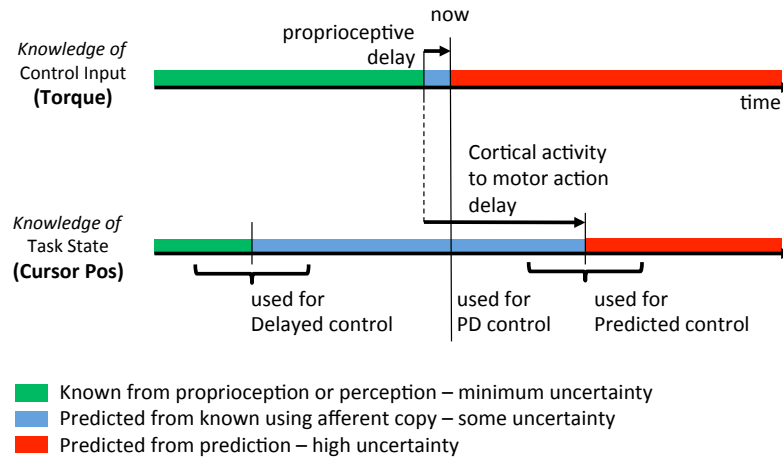 now
proprioceptive
delay
Knowledge of
Control Input
(Torque)
time
Cortical activity
to motor action
delay
Knowledge of
Task State
(Cursor Pos)
used for
Delayed control
used for
PD control
used for
Predicted control
Known from proprioception or perception – minimum uncertainty
Predicted from known using afferent copy – some uncertainty
Predicted from prediction – high uncertainty